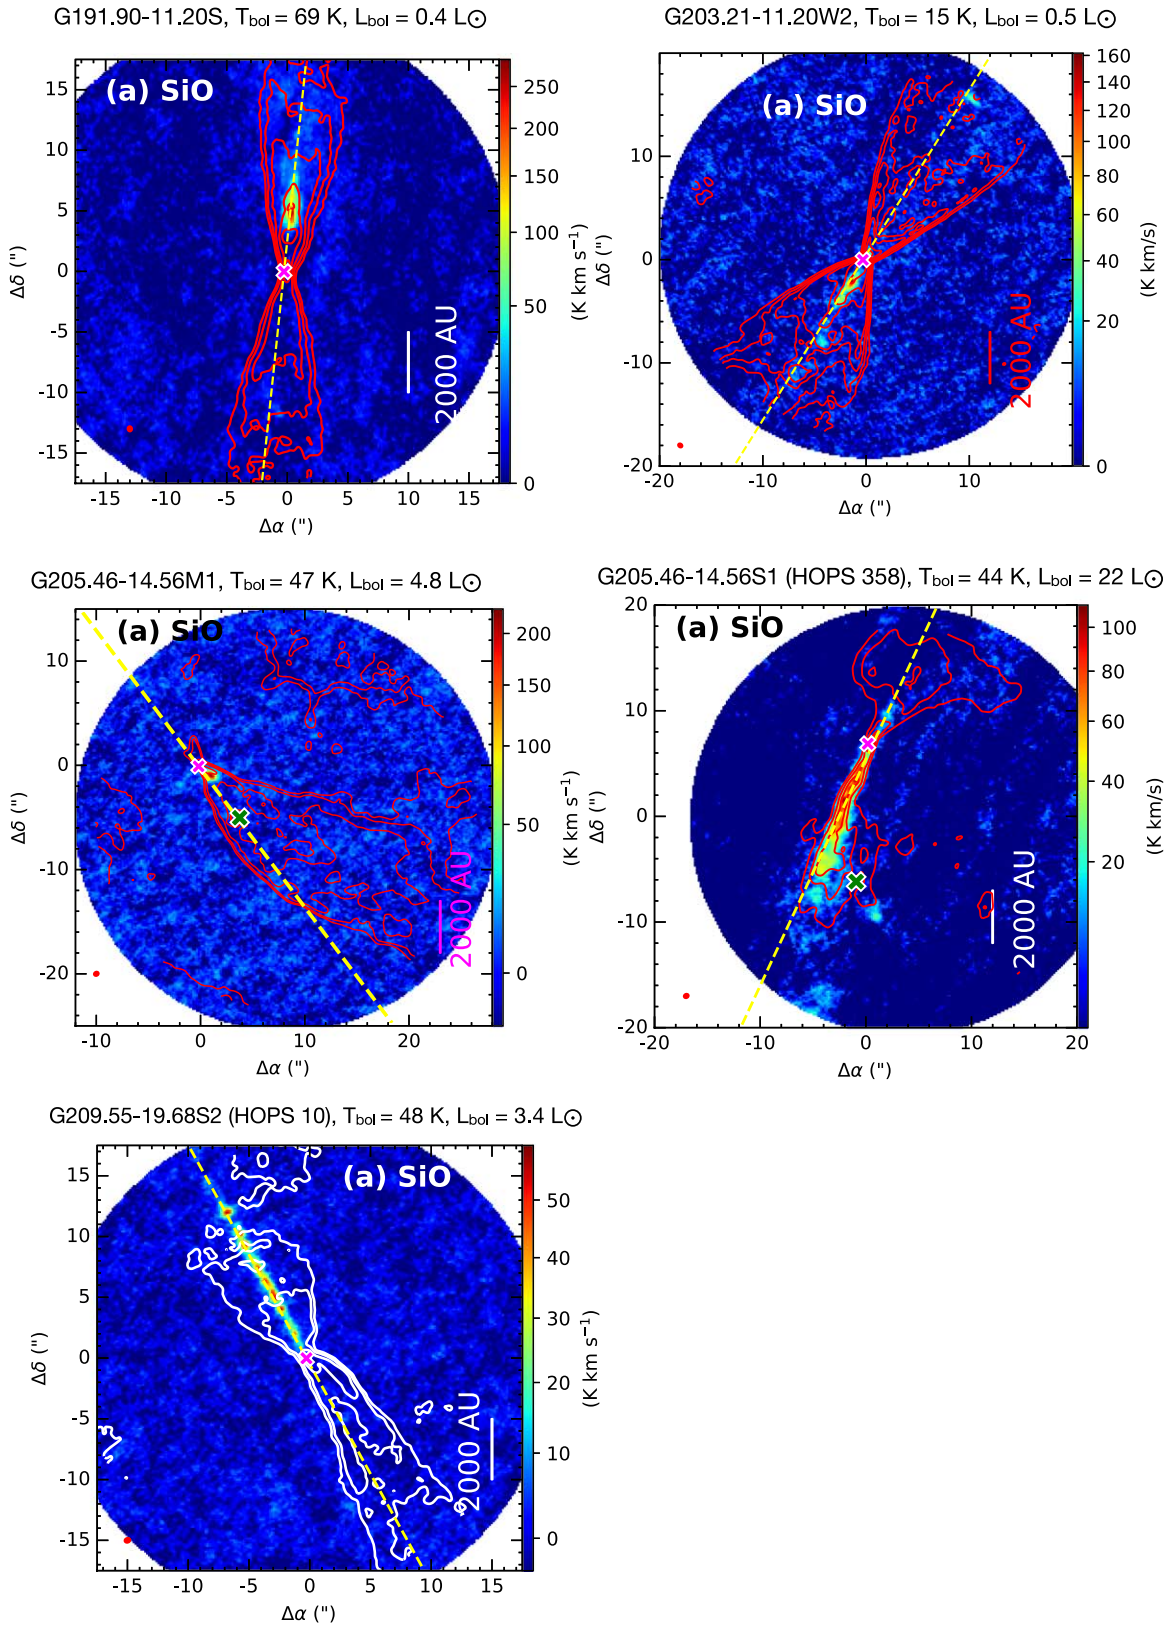 G191.90-11.20S, Tbol = 69 K, Lbol = 0.4 L⊙
(a) SiO
15
10
5
0
-5
-10
-15
Δδ (")
2000 AU
-15 -10 -5 0 5 10 15
Δα (")
250
200
150
100
50
0
(K km s⁻¹)
G203.21-11.20W2, Tbol = 15 K, Lbol = 0.5 L⊙
(a) SiO
10
0
-10
-20
Δδ (")
2000 AU
-20 -10 0 10
Δα (")
160
140
120
100
80
60
40
20
0
(K km/s)
G205.46-14.56M1, Tbol = 47 K, Lbol = 4.8 L⊙
(a) SiO
10
0
-10
-20
Δδ (")
2000 AU
-10 0 10 20
Δα (")
200
150
100
50
0
(K km s⁻¹)
G205.46-14.56S1 (HOPS 358), Tbol = 44 K, Lbol = 22 L⊙
(a) SiO
20
10
0
-10
-20
Δδ (")
2000 AU
-20 -10 0 10 20
Δα (")
100
80
60
40
20
(K km/s)
G209.55-19.68S2 (HOPS 10), Tbol = 48 K, Lbol = 3.4 L⊙
(a) SiO
15
10
5
0
-5
-10
-15
Δδ (")
2000 AU
-15 -10 -5 0 5 10 15
Δα (")
50
40
30
20
10
0
(K km s⁻¹)